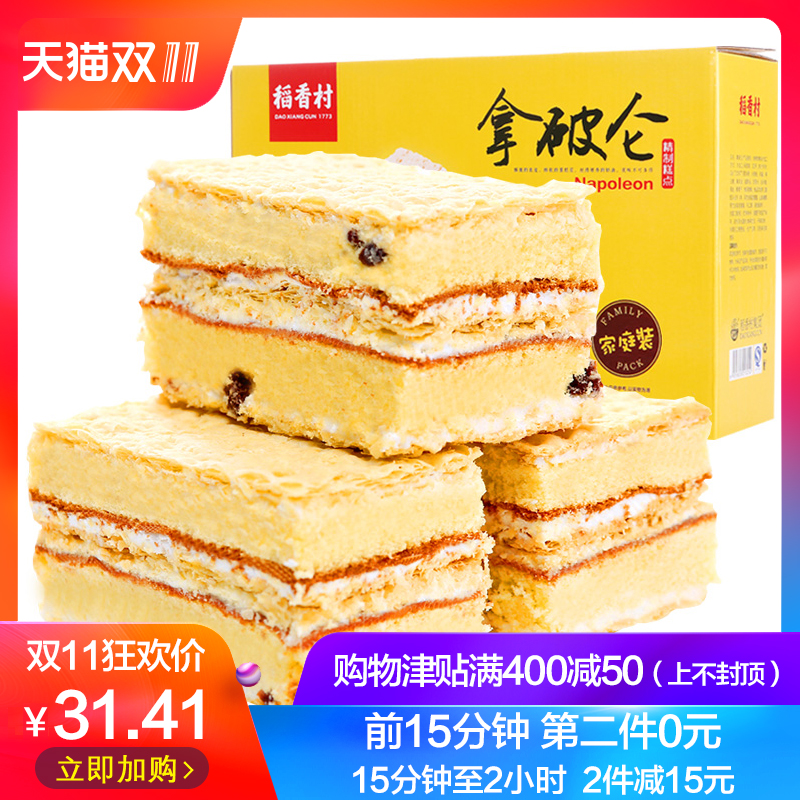 天猫双11
稻香村
DAO XIANG CUN 1773
拿破仑
精制糕点
Napoleon
稻香村
FAMILY
家庭装
PACK
双11狂欢价
¥31.41
立即加购>
购物津贴满400减50（上不封顶）
前15分钟 第二件0元
15分钟至2小时 2件减15元